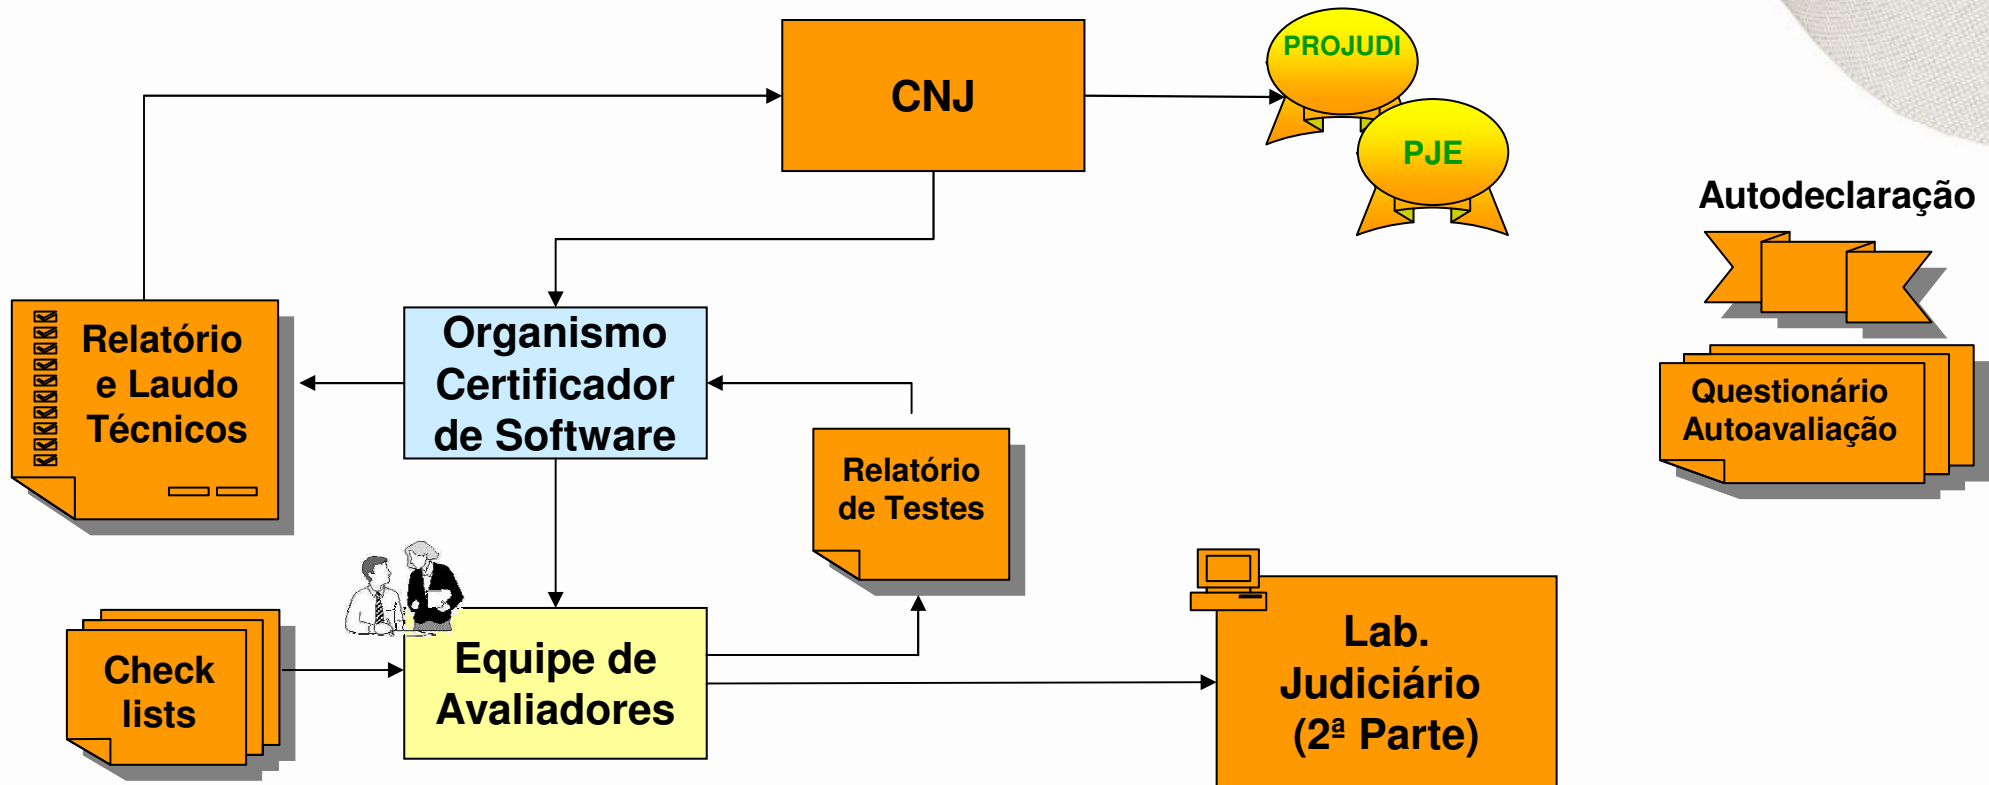 CNJ
PROJUDI
PJE
Autodeclaração
Questionário
Autoavaliação
Relatório
e Laudo
Técnicos
Organismo
Certificador
de Software
Relatório
de Testes
Check
lists
Equipe de
Avaliadores
Lab.
Judiciário
(2ª Parte)